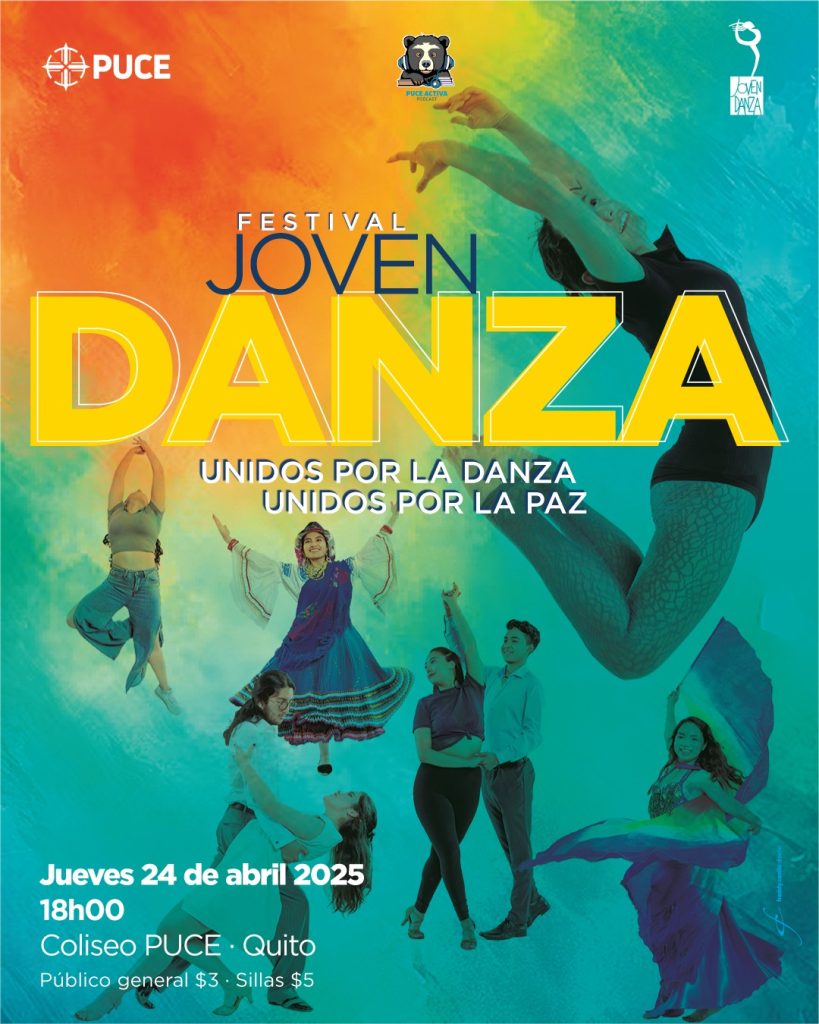 PUCE
PUCE ACTIVA
PODCAST
JOVEN
DANZA
FESTIVAL
JOVEN
DANZA
UNIDOS POR LA DANZA
UNIDOS POR LA PAZ
Jueves 24 de abril 2025
18h00
Coliseo PUCE · Quito
Público general $3 · Sillas $5